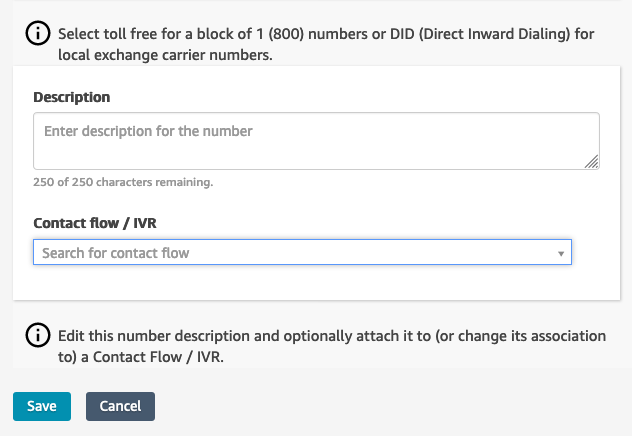 Select toll free for a block of 1 (800) numbers or DID (Direct Inward Dialing) for
local exchange carrier numbers.
Description
Enter description for the number
250 of 250 characters remaining.
Contact flow / IVR
Search for contact flow
Edit this number description and optionally attach it to (or change its association
to) a Contact Flow / IVR.
Save Cancel